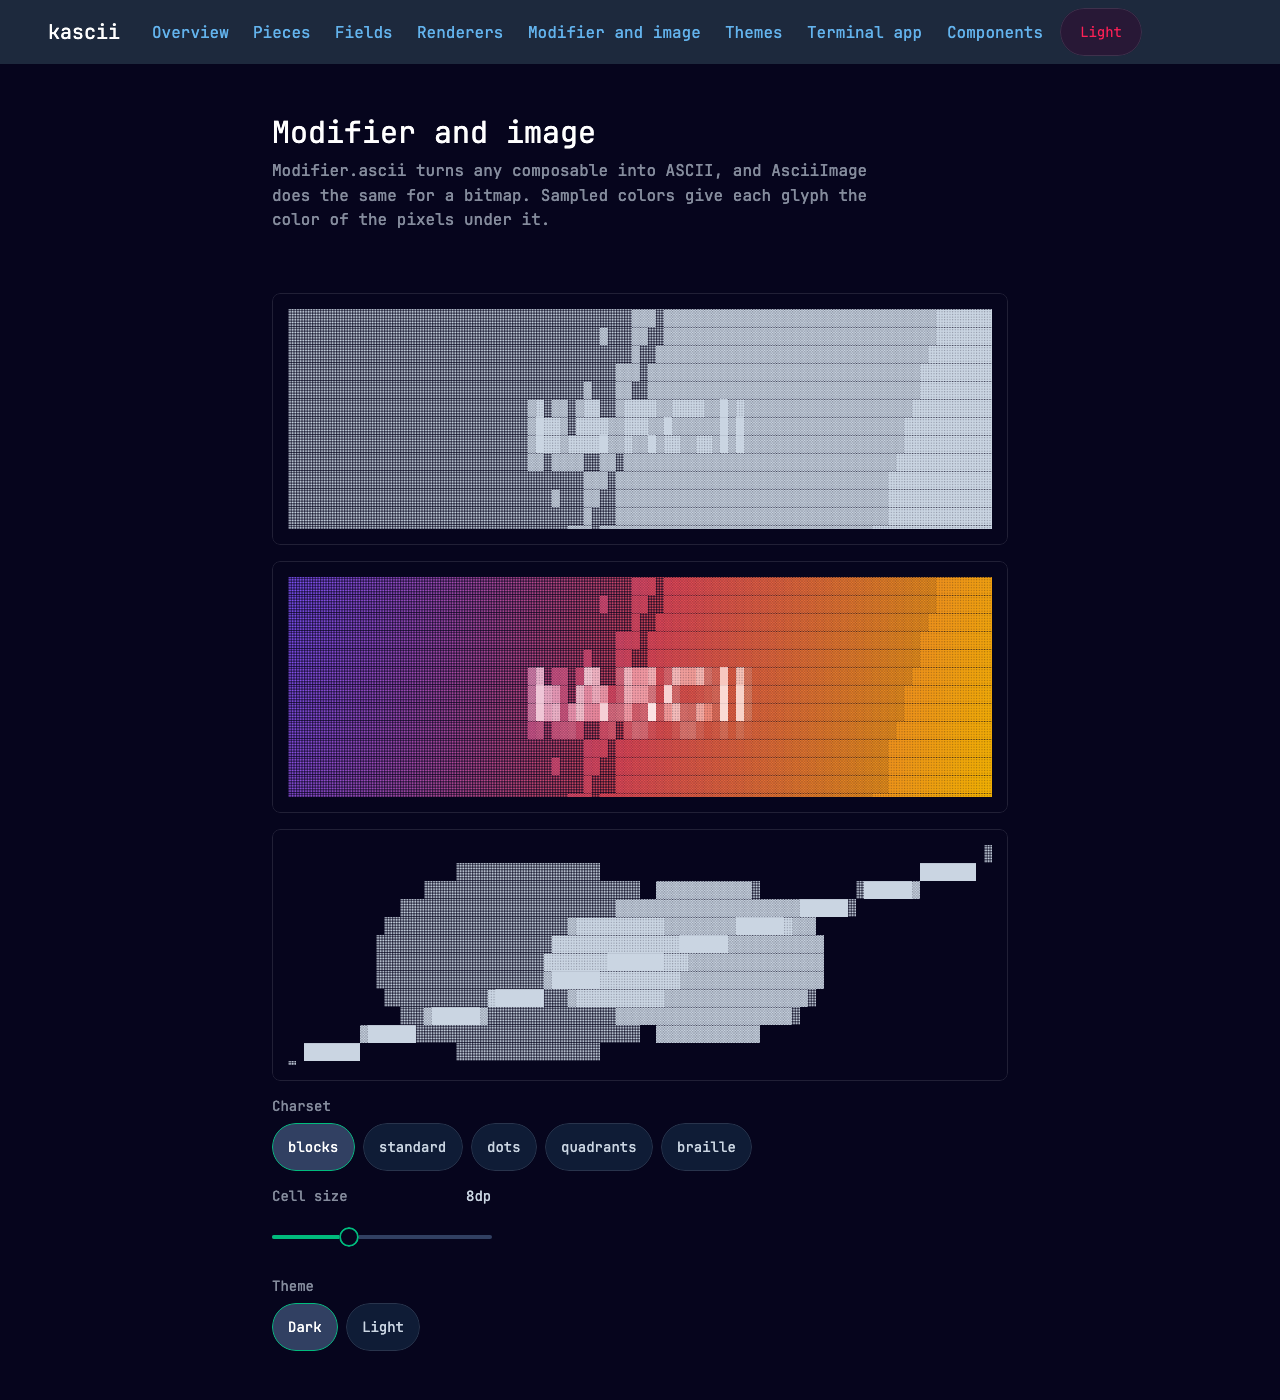 kascii Overview Pieces Fields Renderers Modifier and image Themes Terminal app Components Light
Modifier and image
Modifier.ascii turns any composable into ASCII, and AsciiImage
does the same for a bitmap. Sampled colors give each glyph the
color of the pixels under it.
kascii
kascii
Charset
blocks standard dots quadrants braille
Cell size 8dp
Theme
Dark Light